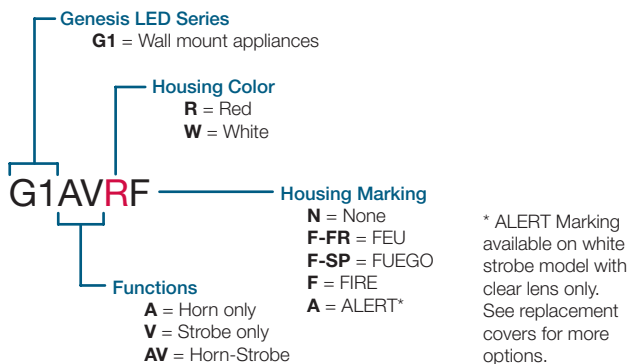 Genesis LED Series
G1 = Wall mount appliances
Housing Color
R = Red
W = White
G1AVRF
Housing Marking
N = None
F-FR = FEU
F-SP = FUEGO
F = FIRE
A = ALERT*
Functions
A = Horn only
V = Strobe only
AV = Horn-Strobe
* ALERT Marking
available on white
strobe model with
clear lens only.
See replacement
covers for more
options.